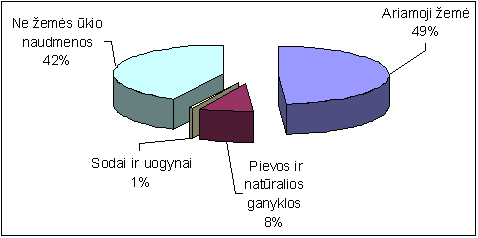 Ne žemės ūkio
naudmenos
42%
Ariamoji žemė
49%
Sodai ir uogynai
1%
Pievos ir
natūralios
ganyklos
8%